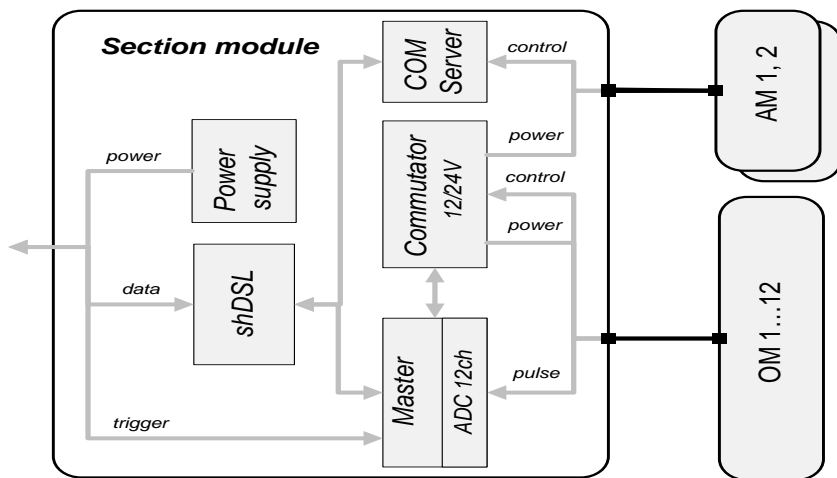 Section module
COM
Server
control
AM 1, 2
power
Power
supply
power
Commutator
12/24V
control
power
data
shDSL
OM 1...12
Master
ADC 12ch
pulse
trigger